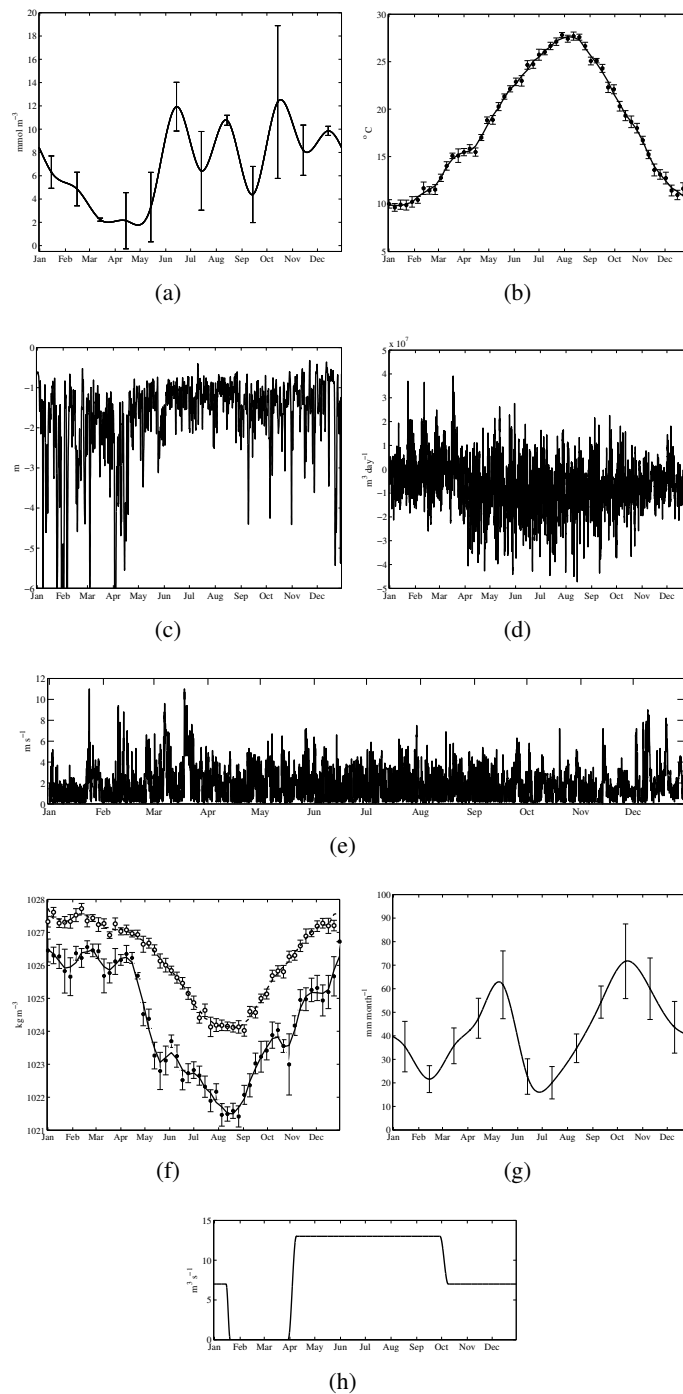 20
18
16
14
12
10
8
6
4
2
0
mmol m⁻³
Jan Feb Mar Apr May Jun Jul Aug Sep Oct Nov Dec
(a)
30
25
20
15
10
5
° C
Jan Feb Mar Apr May Jun Jul Aug Sep Oct Nov Dec
(b)
0
−1
−2
−3
−4
−5
−6
m
Jan Feb Mar Apr May Jun Jul Aug Sep Oct Nov Dec
(c)
x 10⁷
5
4
3
2
1
0
−1
−2
−3
−4
−5
m³ day⁻¹
Jan Feb Mar Apr May Jun Jul Aug Sep Oct Nov Dec
(d)
12
10
8
6
4
2
0
m s⁻¹
Jan Feb Mar Apr May Jun Jul Aug Sep Oct Nov Dec
(e)
1028
1027
1026
1025
1024
1023
1022
1021
kg m⁻³
Jan Feb Mar Apr May Jun Jul Aug Sep Oct Nov Dec
(f)
100
90
80
70
60
50
40
30
20
10
0
mm month⁻¹
Jan Feb Mar Apr May Jun Jul Aug Sep Oct Nov Dec
(g)
15
10
5
0
m³ s⁻¹
Jan Feb Mar Apr May Jun Jul Aug Sep Oct Nov Dec
(h)